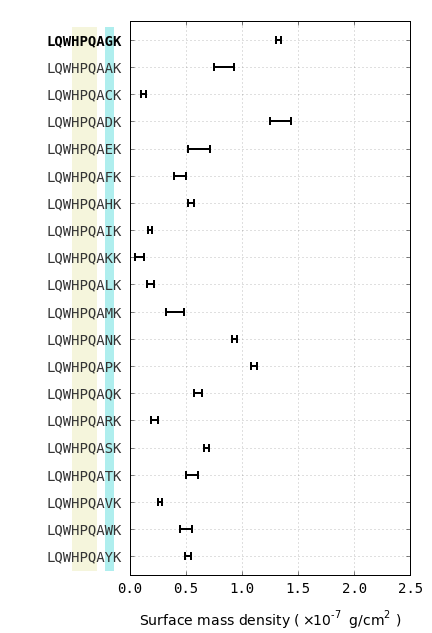 LQWHPQAGK
LQWHPQAAK
LQWHPQACK
LQWHPQADK
LQWHPQAEK
LQWHPQAFK
LQWHPQAHK
LQWHPQAIK
LQWHPQAKK
LQWHPQALK
LQWHPQAMK
LQWHPQANK
LQWHPQAPK
LQWHPQAQK
LQWHPQARK
LQWHPQASK
LQWHPQATK
LQWHPQAVK
LQWHPQAWK
LQWHPQAYK
0.0 0.5 1.0 1.5 2.0 2.5
Surface mass density ( ×10⁻⁷ g/cm² )